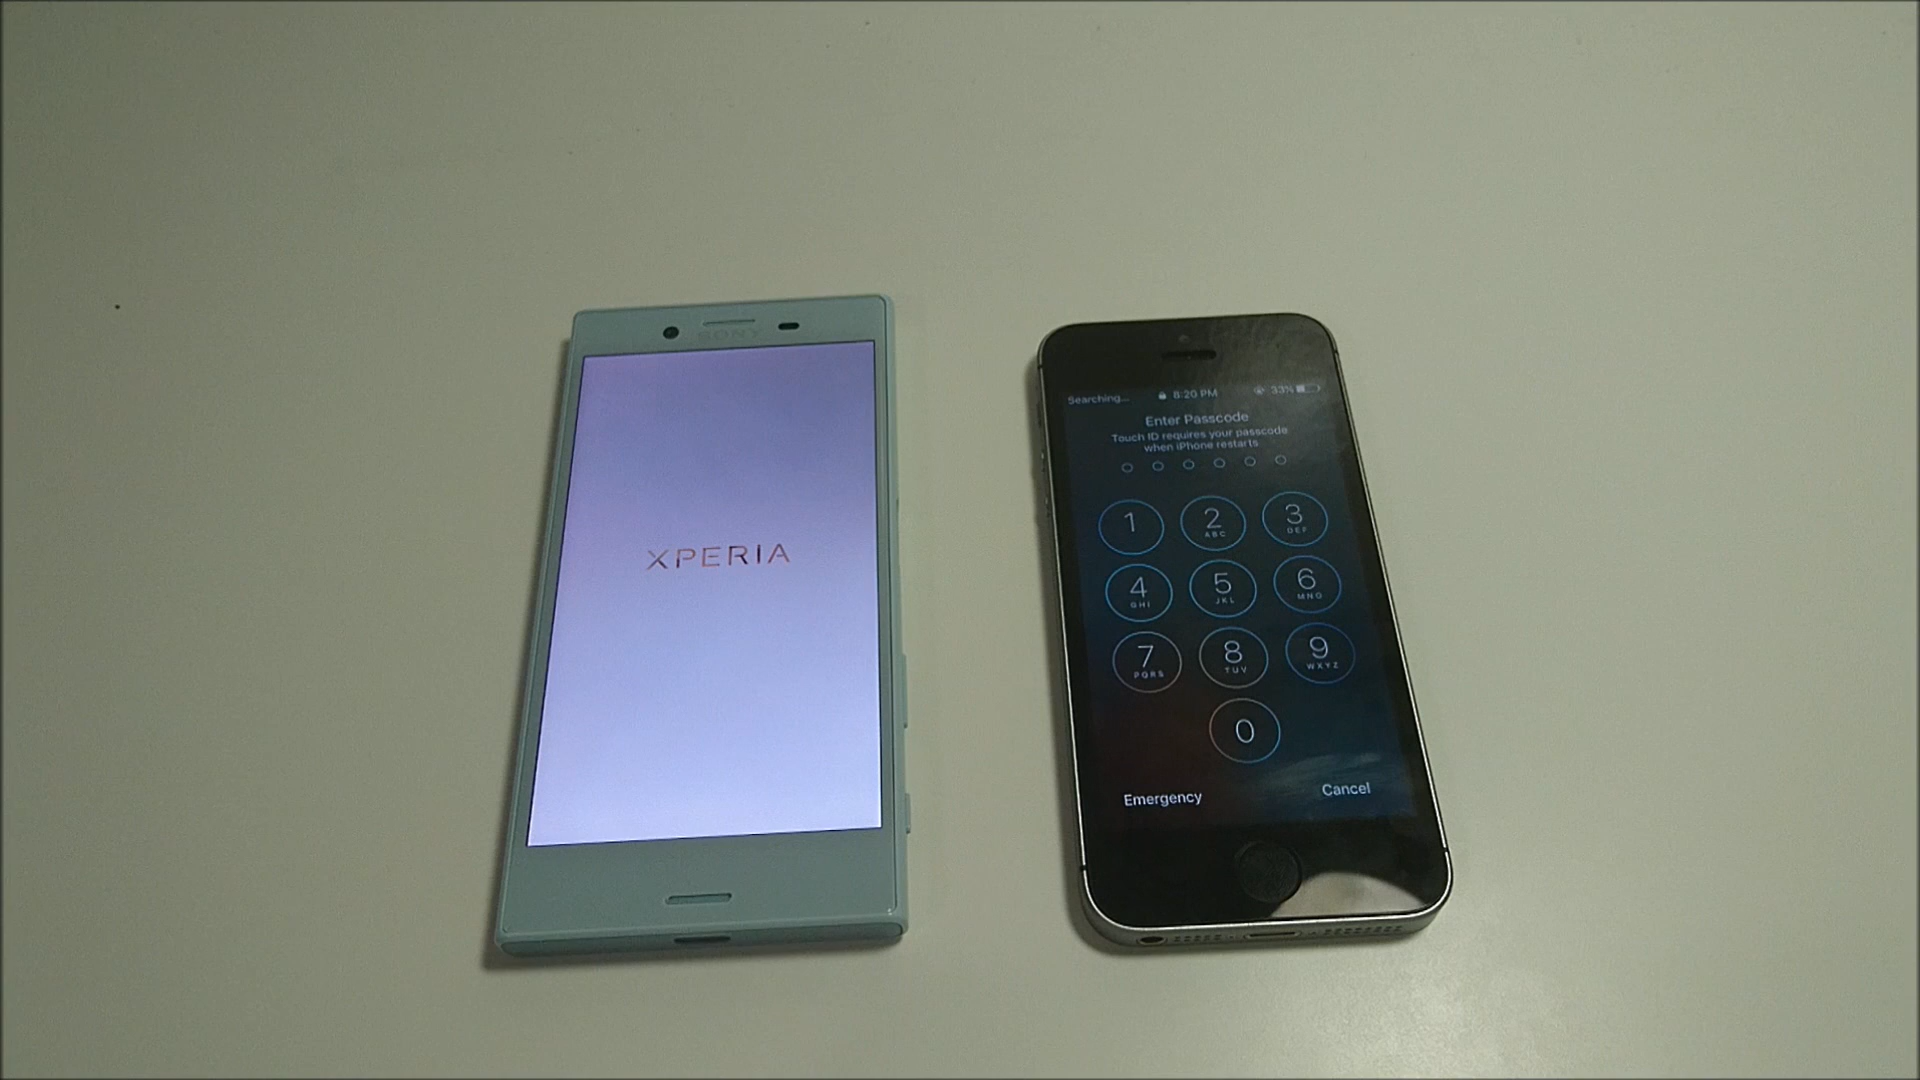 SONY
XPERIA
Searching... 8:20 PM 33%
Enter Passcode
Touch ID requires your passcode
when iPhone restarts
1 2 3
ABC DEF
4 5 6
GHI JKL MNO
7 8 9
PQRS TUV WXYZ
0
Emergency Cancel